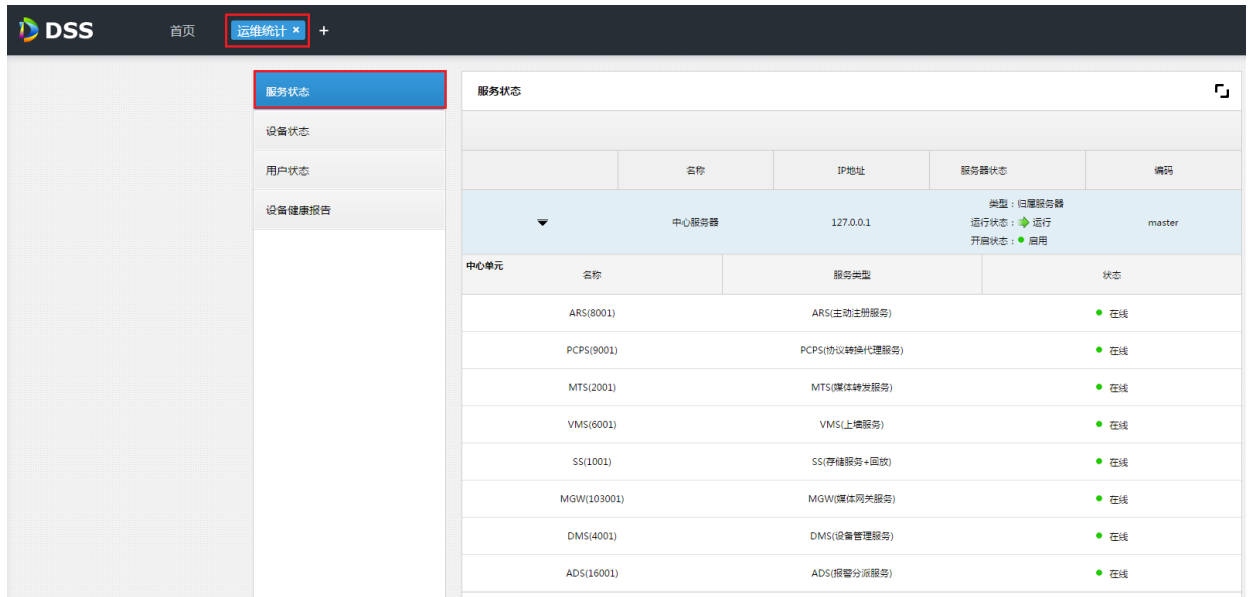 DSS 首页 运维统计 × +
服务状态
设备状态
用户状态
设备健康报告
服务状态
名称 IP地址 服务器状态 编码
中心服务器 127.0.0.1 类型：归属服务器 master
运行状态： 运行
开启状态： 启用
中心单元 名称 服务类型 状态
ARS(8001) ARS(主动注册服务) 在线
PCPS(9001) PCPS(协议转换代理服务) 在线
MTS(2001) MTS(媒体转发服务) 在线
VMS(6001) VMS(上墙服务) 在线
SS(1001) SS(存储服务+回放) 在线
MGW(103001) MGW(媒体网关服务) 在线
DMS(4001) DMS(设备管理服务) 在线
ADS(16001) ADS(报警分派服务) 在线